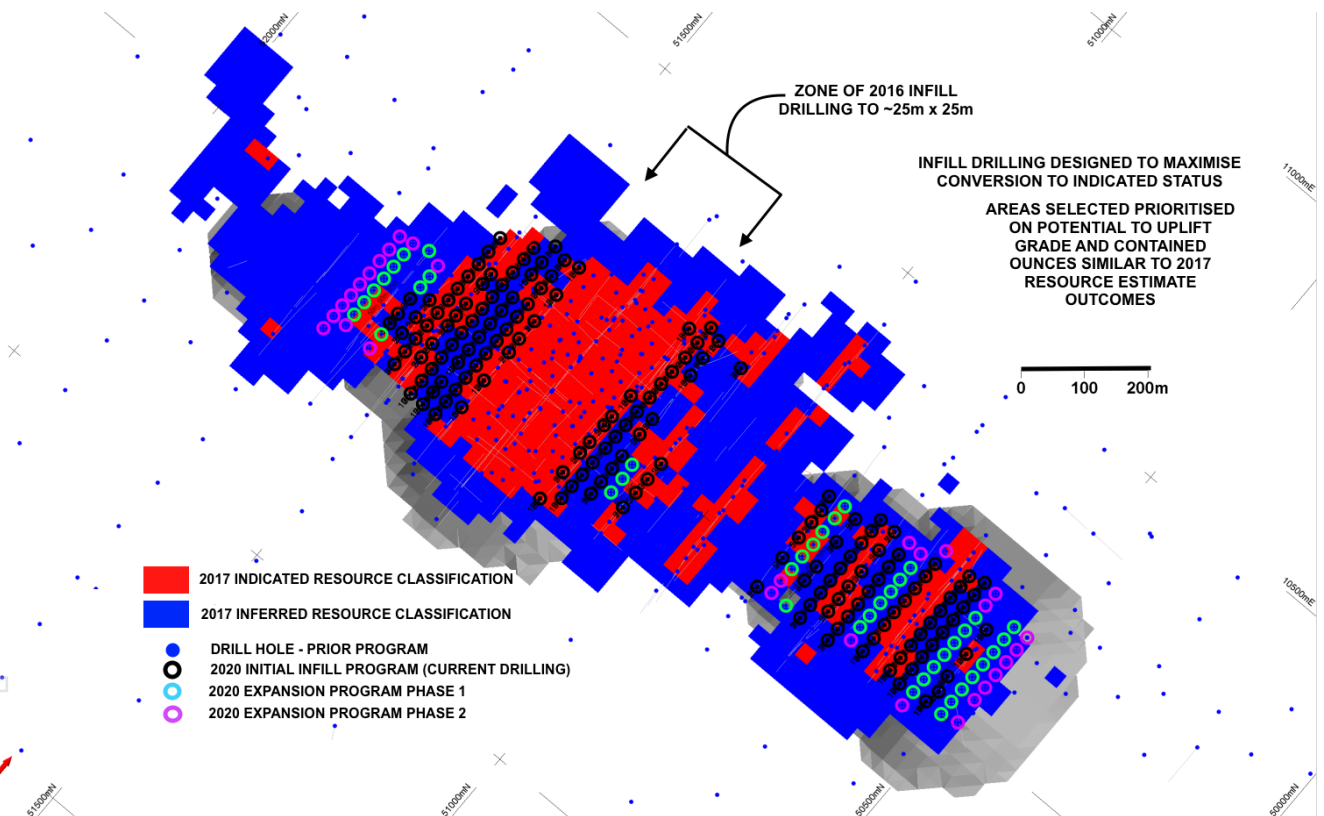 52000mN
51500mN
51000mN
ZONE OF 2016 INFILL
DRILLING TO ~25m x 25m
INFILL DRILLING DESIGNED TO MAXIMISE
CONVERSION TO INDICATED STATUS
11000mE
AREAS SELECTED PRIORITISED
ON POTENTIAL TO UPLIFT
GRADE AND CONTAINED
OUNCES SIMILAR TO 2017
RESOURCE ESTIMATE
OUTCOMES
0 100 200m
2017 INDICATED RESOURCE CLASSIFICATION
2017 INFERRED RESOURCE CLASSIFICATION
10500mE
DRILL HOLE - PRIOR PROGRAM
2020 INITIAL INFILL PROGRAM (CURRENT DRILLING)
2020 EXPANSION PROGRAM PHASE 1
2020 EXPANSION PROGRAM PHASE 2
51500mN
51000mN
50500mN
50000mN